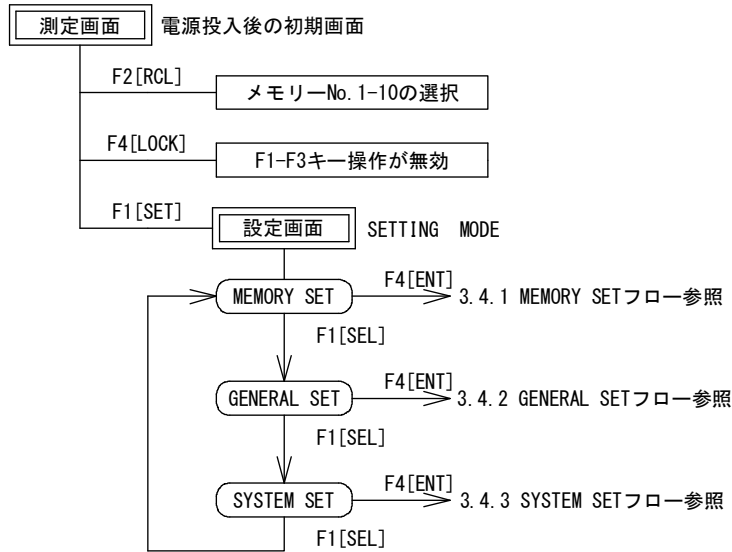 測定画面 電源投入後の初期画面
F2[RCL]
メモリーNo.1-10の選択
F4[LOCK]
F1-F3キー操作が無効
F1[SET]
設定画面 SETTING MODE
MEMORY SET
F4[ENT]
3.4.1 MEMORY SETフロー参照
F1[SEL]
GENERAL SET
F4[ENT]
3.4.2 GENERAL SETフロー参照
F1[SEL]
SYSTEM SET
F4[ENT]
3.4.3 SYSTEM SETフロー参照
F1[SEL]